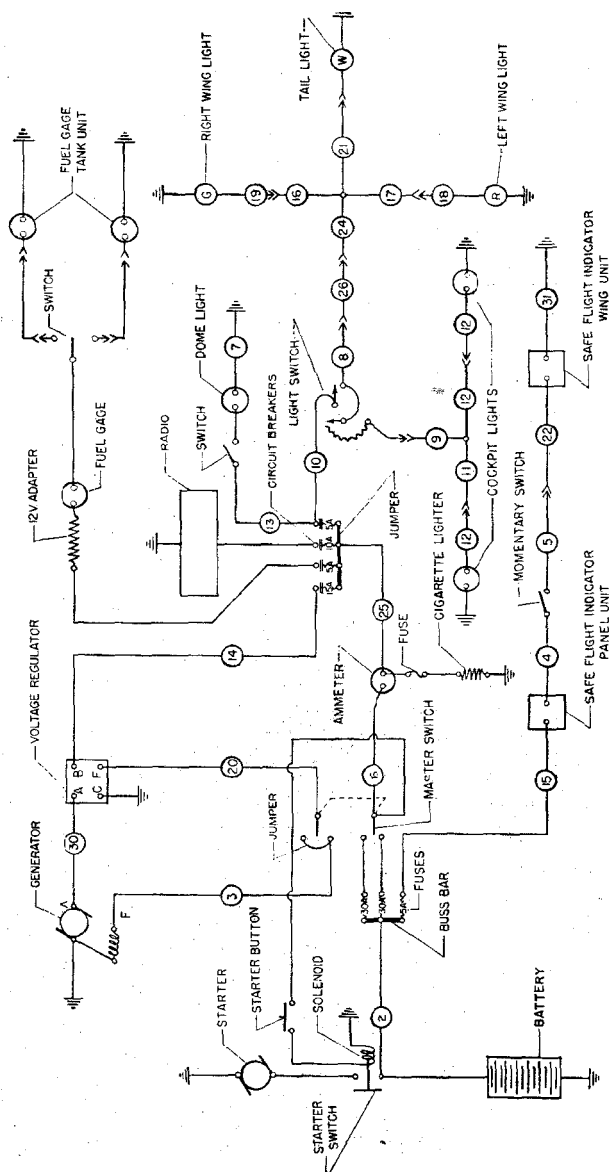 STARTER
SWITCH
BATTERY
SOLENOID
STARTER BUTTON
STARTER
2
BUSS BAR
FUSES
30A
30A
5A
MASTER SWITCH
JUMPER
3
F
A
GENERATOR
30
VOLTAGE REGULATOR
A
B
C
F
20
14
6
AMMETER
FUSE
CIGARETTE LIGHTER
25
15
SAFE FLIGHT INDICATOR
PANEL UNIT
4
MOMENTARY SWITCH
5
22
SAFE FLIGHT INDICATOR
WING UNIT
31
JUMPER
15A
5A
10A
15A
CIRCUIT BREAKERS
13
10
RADIO
SWITCH
DOME LIGHT
7
LIGHT SWITCH
12V ADAPTER
FUEL GAGE
SWITCH
FUEL GAGE
TANK UNIT
COCKPIT LIGHTS
12
11
12
12
9
8
26
24
17
18
R
LEFT WING LIGHT
16
19
G
RIGHT WING LIGHT
21
W
TAIL LIGHT